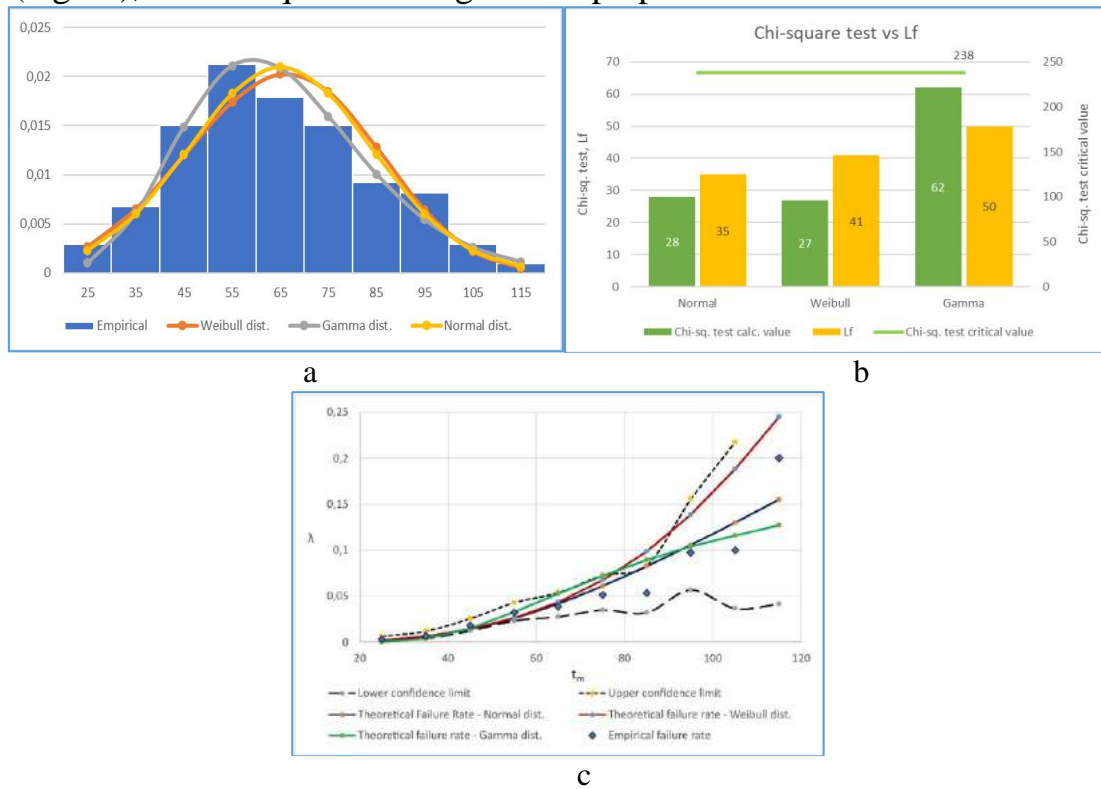 0,025
0,02
0,015
0,01
0,005
0
25 35 45 55 65 75 85 95 105 115
Empirical Weibull dist. Gamma dist. Normal dist.
a
Chi-square test vs Lf
238
70
60
50
40
30
20
10
0
Chi-sq. test, Lf
28 35 27 41 62 50
250
200
150
100
50
0
Chi-sq. test critical value
Normal Weibull Gamma
Chi-sq. test calc. value Lf Chi-sq. test critical value
b
0,25
0,2
0,15
0,1
0,05
0
λ
20 40 60 80 100 120
tm
Lower confidence limit Upper confidence limit
Theoretical Failure Rate - Normal dist. Theoretical failure rate - Weibull dist.
Theoretical failure rate - Gamma dist. Empirical failure rate
c